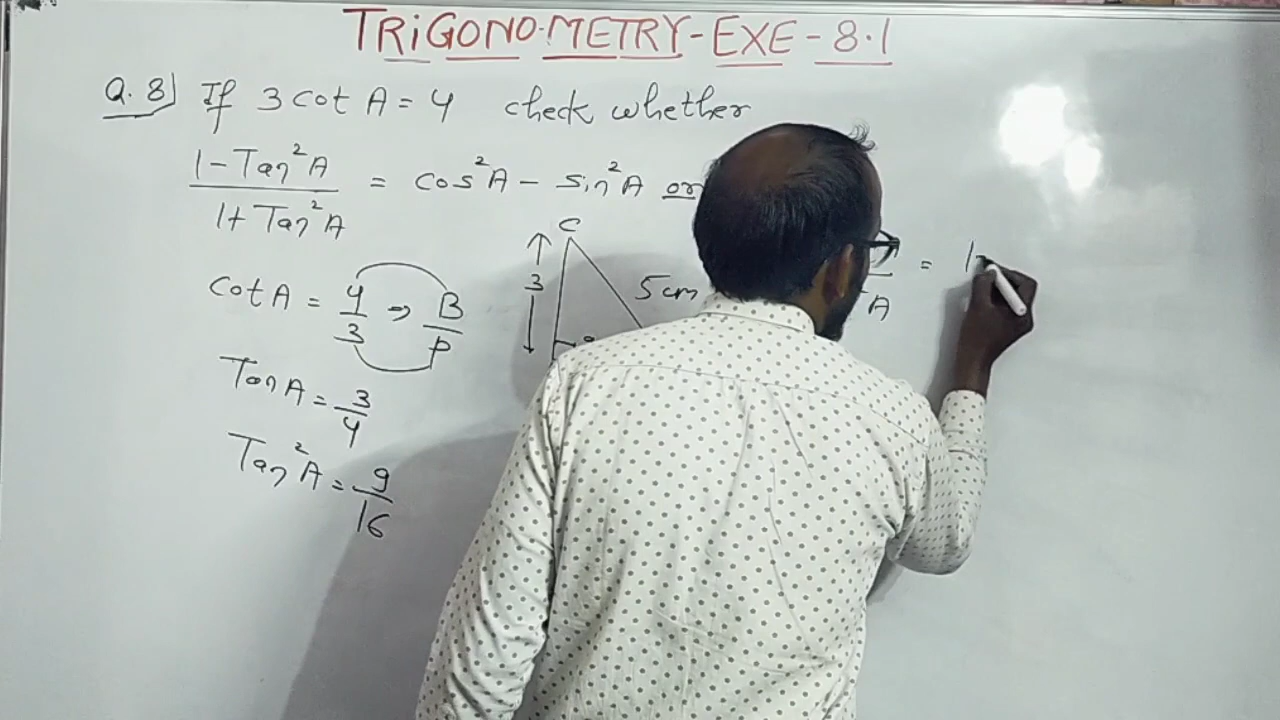 TRIGONOMETRY-EXE-8.1
Q.8) If 3 cot A = 4 check whether
1-Tan²A
1+Tan²A
= cos²A - sin²A or
cot A = 4/3 ⇒ B/P
Tan A = 3/4
Tan²A = 9/16
C
3
5cm
A
= 1-